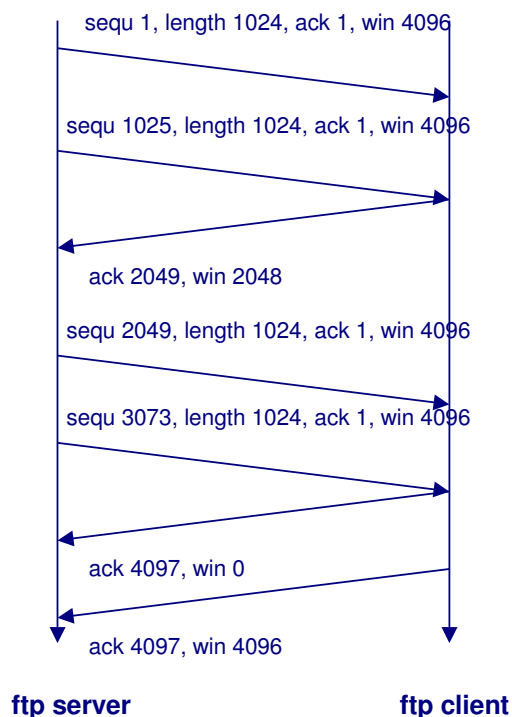 sequ 1, length 1024, ack 1, win 4096
sequ 1025, length 1024, ack 1, win 4096
ack 2049, win 2048
sequ 2049, length 1024, ack 1, win 4096
sequ 3073, length 1024, ack 1, win 4096
ack 4097, win 0
ack 4097, win 4096
ftp server ftp client